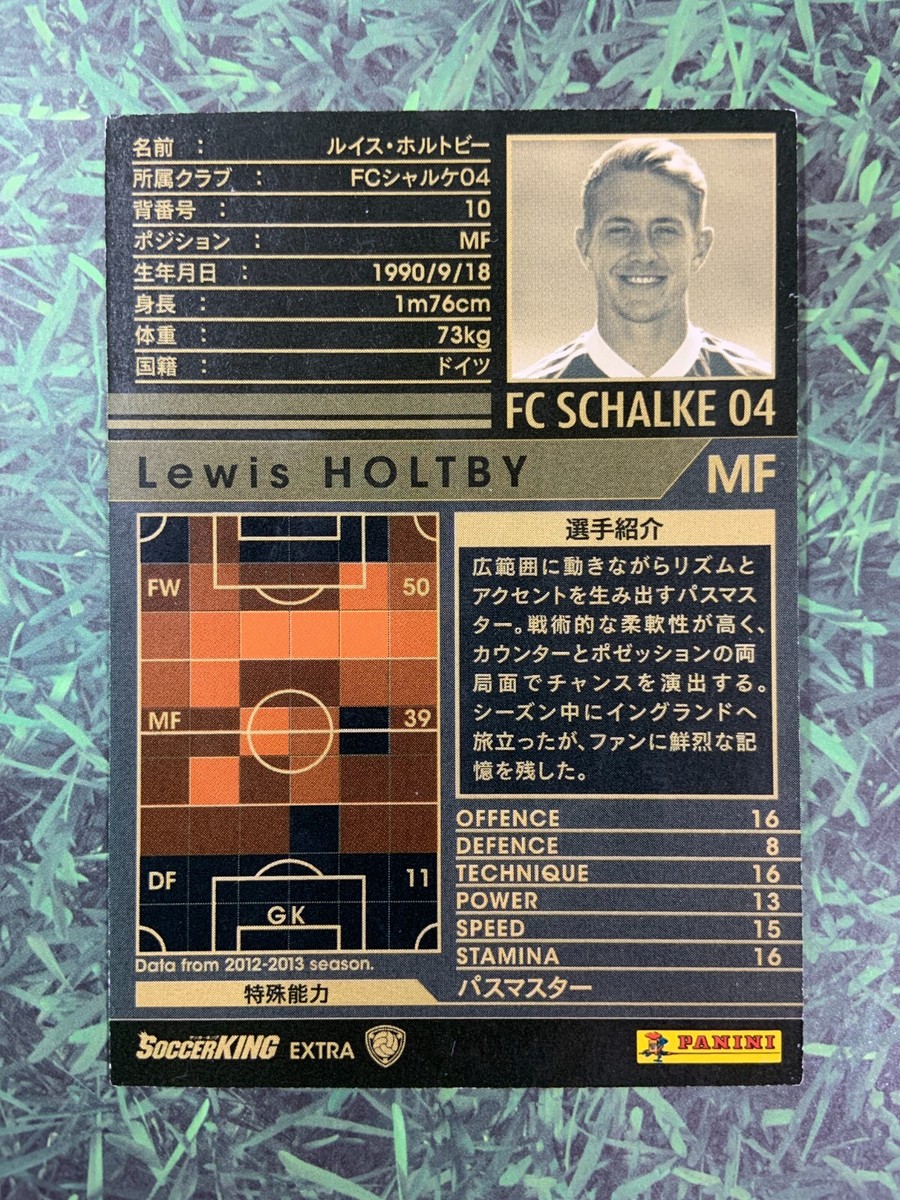 名前 : ルイス・ホルトビー
所属クラブ : FCシャルケ04
背番号 : 10
ポジション : MF
生年月日 : 1990/9/18
身長 : 1m76cm
体重 : 73kg
国籍 : ドイツ
FC SCHALKE 04
Lewis HOLTBY MF
FW 50
MF 39
DF 11
GK
Data from 2012-2013 season.
選手紹介
広範囲に動きながらリズムと
アクセントを生み出すパスマス
ター。戦術的な柔軟性が高く、
カウンターとポゼッションの両
局面でチャンスを演出する。
シーズン中にイングランドへ
旅立ったが、ファンに鮮烈な記
憶を残した。
OFFENCE 16
DEFENCE 8
TECHNIQUE 16
POWER 13
SPEED 15
STAMINA 16
特殊能力 パスマスター
SOCCERKING EXTRA
PANINI